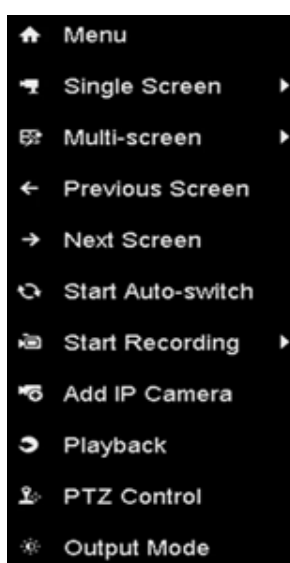 Menu
Single Screen
Multi-screen
Previous Screen
Next Screen
Start Auto-switch
Start Recording
Add IP Camera
Playback
PTZ Control
Output Mode